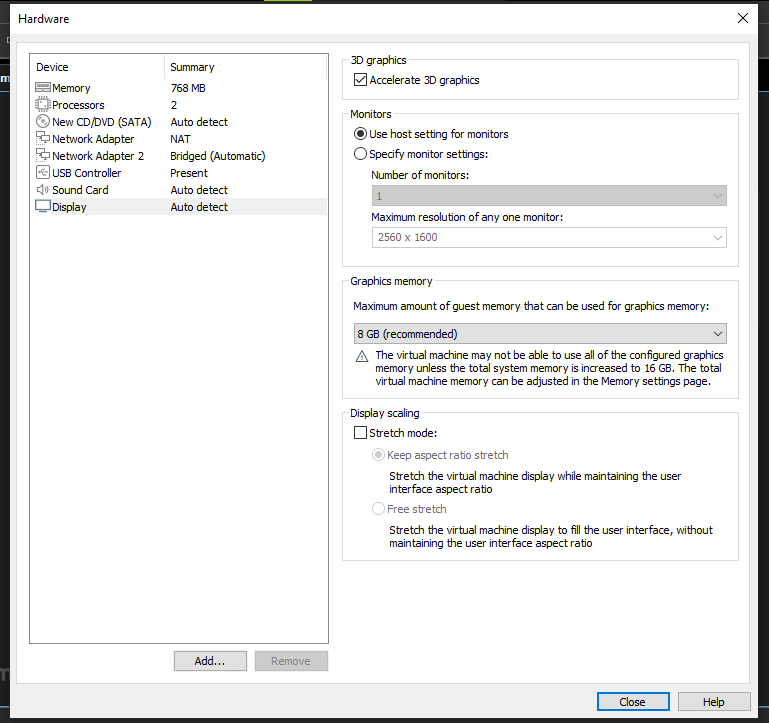 Hardware
Device Summary
Memory 768 MB
Processors 2
New CD/DVD (SATA) Auto detect
Network Adapter NAT
Network Adapter 2 Bridged (Automatic)
USB Controller Present
Sound Card Auto detect
Display Auto detect
Add...
Remove
3D graphics
Accelerate 3D graphics
Monitors
Use host setting for monitors
Specify monitor settings:
Number of monitors:
1
Maximum resolution of any one monitor:
2560 x 1600
Graphics memory
Maximum amount of guest memory that can be used for graphics memory:
8 GB (recommended)
The virtual machine may not be able to use all of the configured graphics
memory unless the total system memory is increased to 16 GB. The total
virtual machine memory can be adjusted in the Memory settings page.
Display scaling
Stretch mode:
Keep aspect ratio stretch
Stretch the virtual machine display while maintaining the user
interface aspect ratio
Free stretch
Stretch the virtual machine display to fill the user interface, without
maintaining the user interface aspect ratio
Close
Help